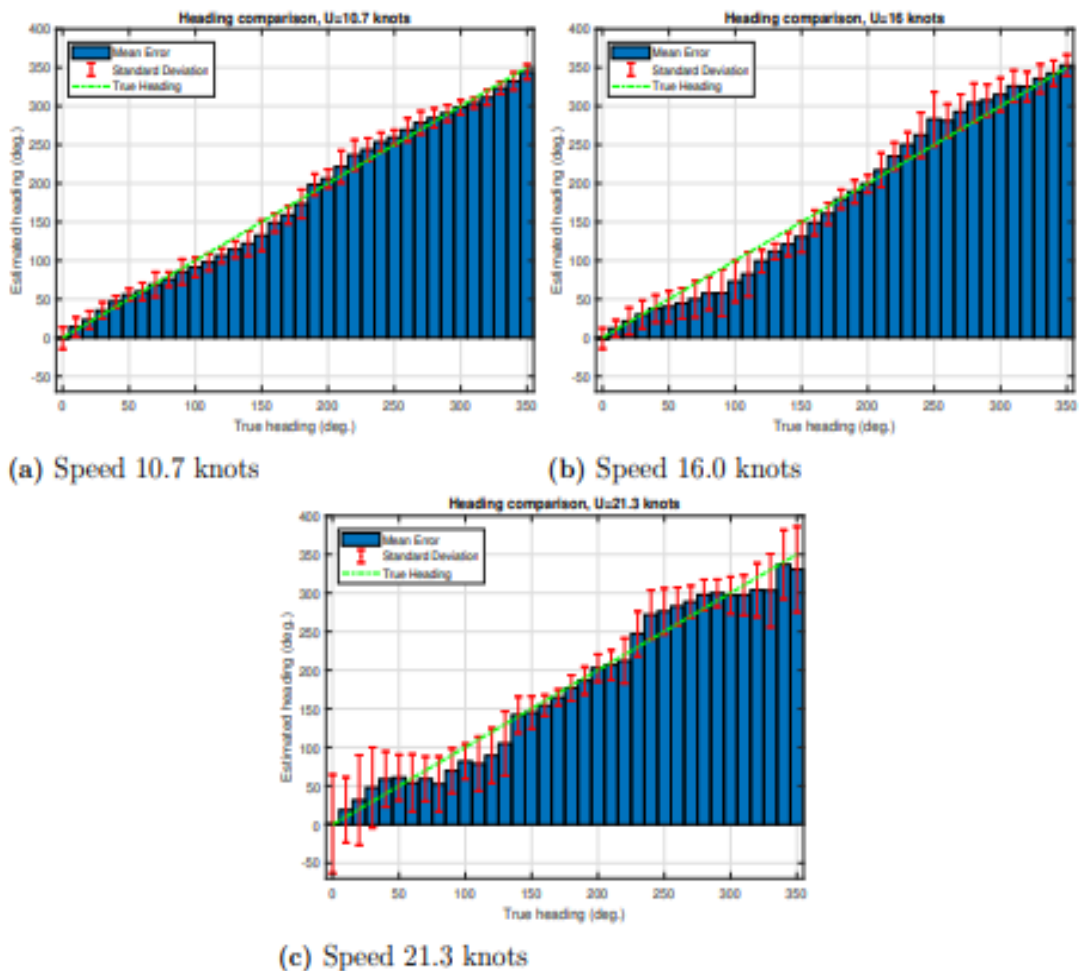 Heading comparison, U=10.7 knots
Mean Error
Standard Deviation
True Heading
Estimated heading (deg.)
400
350
300
250
200
150
100
50
0
-50
0 50 100 150 200 250 300 350
True heading (deg.)
(a) Speed 10.7 knots
Heading comparison, U=16 knots
Mean Error
Standard Deviation
True Heading
Estimated heading (deg.)
400
350
300
250
200
150
100
50
0
-50
0 50 100 150 200 250 300 350
True heading (deg.)
(b) Speed 16.0 knots
Heading comparison, U=21.3 knots
Mean Error
Standard Deviation
True Heading
Estimated heading (deg.)
400
350
300
250
200
150
100
50
0
-50
0 50 100 150 200 250 300 350
True heading (deg.)
(c) Speed 21.3 knots